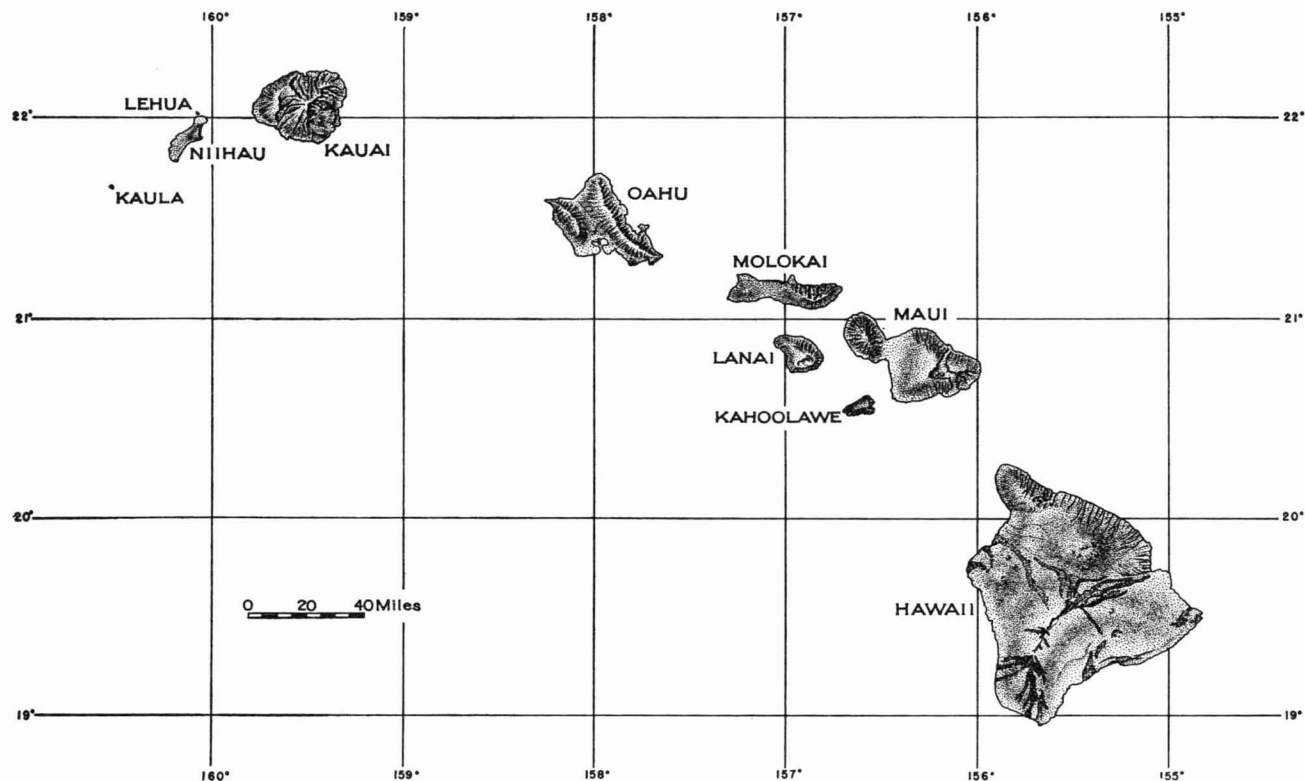 160° 159° 158° 157° 156° 155°
LEHUA
22° 22°
NIIHAU KAUAI
KAULA
OAHU
MOLOKAI
21° 21°
MAUI
LANAI
KAHOOLAWE
20° 20°
0 20 40 Miles
HAWAII
19° 19°
160° 159° 158° 157° 156° 155°